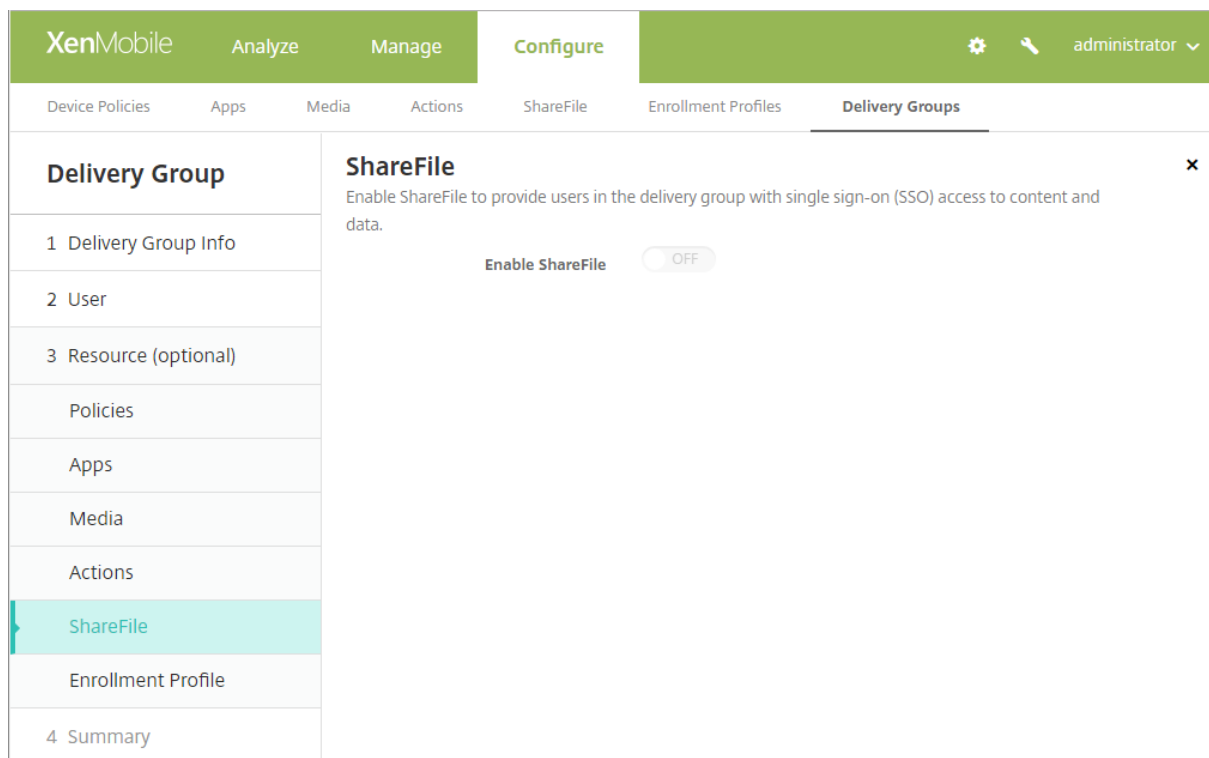 XenMobile Analyze Manage Configure administrator
Device Policies Apps Media Actions ShareFile Enrollment Profiles Delivery Groups
Delivery Group
1 Delivery Group Info
2 User
3 Resource (optional)
Policies
Apps
Media
Actions
ShareFile
Enrollment Profile
4 Summary
ShareFile
Enable ShareFile to provide users in the delivery group with single sign-on (SSO) access to content and
data.
Enable ShareFile OFF